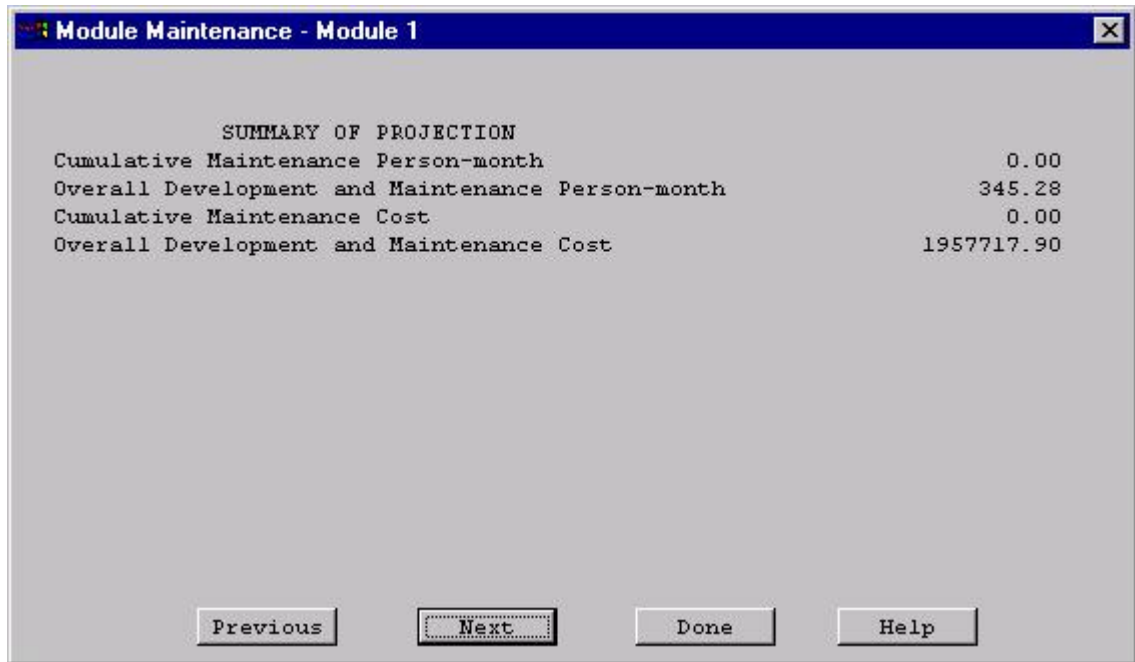 Module Maintenance - Module 1
SUMMARY OF PROJECTION
Cumulative Maintenance Person-month 0.00
Overall Development and Maintenance Person-month 345.28
Cumulative Maintenance Cost 0.00
Overall Development and Maintenance Cost 1957717.90
Previous Next Done Help